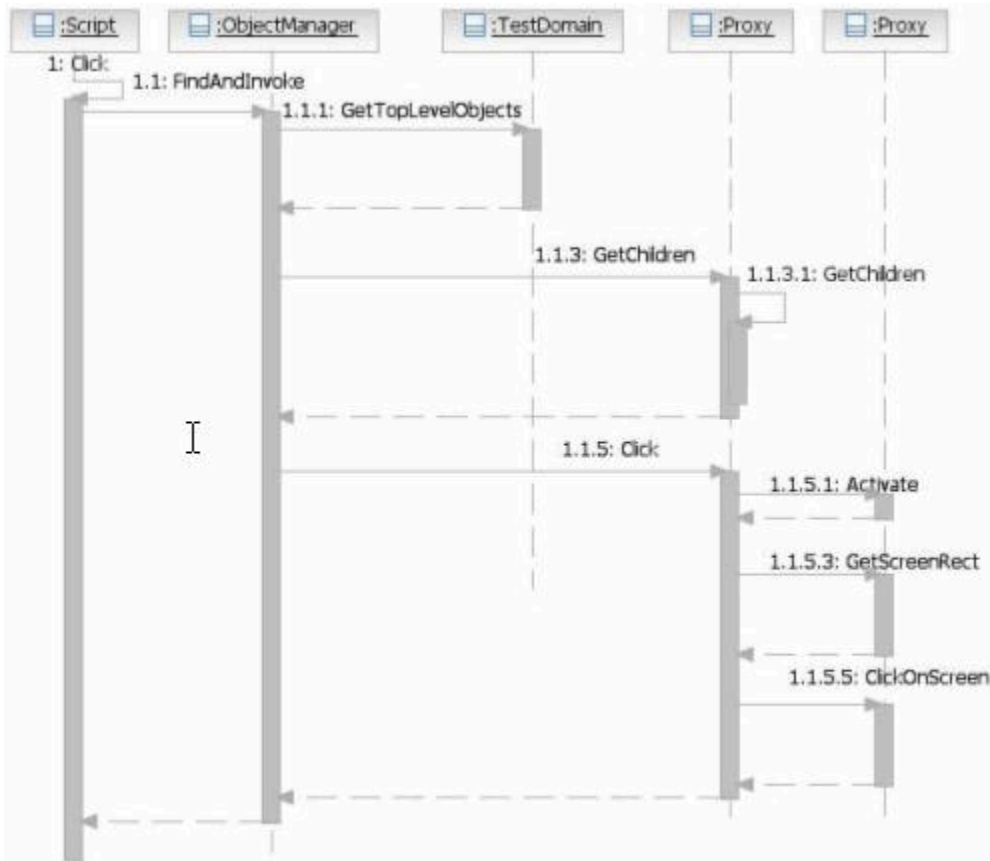 :Script
:ObjectManager
:TestDomain
:Proxy
:Proxy
1: Click
1.1: FindAndInvoke
1.1.1: GetTopLevelObjects
1.1.3: GetChildren
1.1.3.1: GetChildren
1.1.5: Click
1.1.5.1: Activate
1.1.5.3: GetScreenRect
1.1.5.5: ClickOnScreen